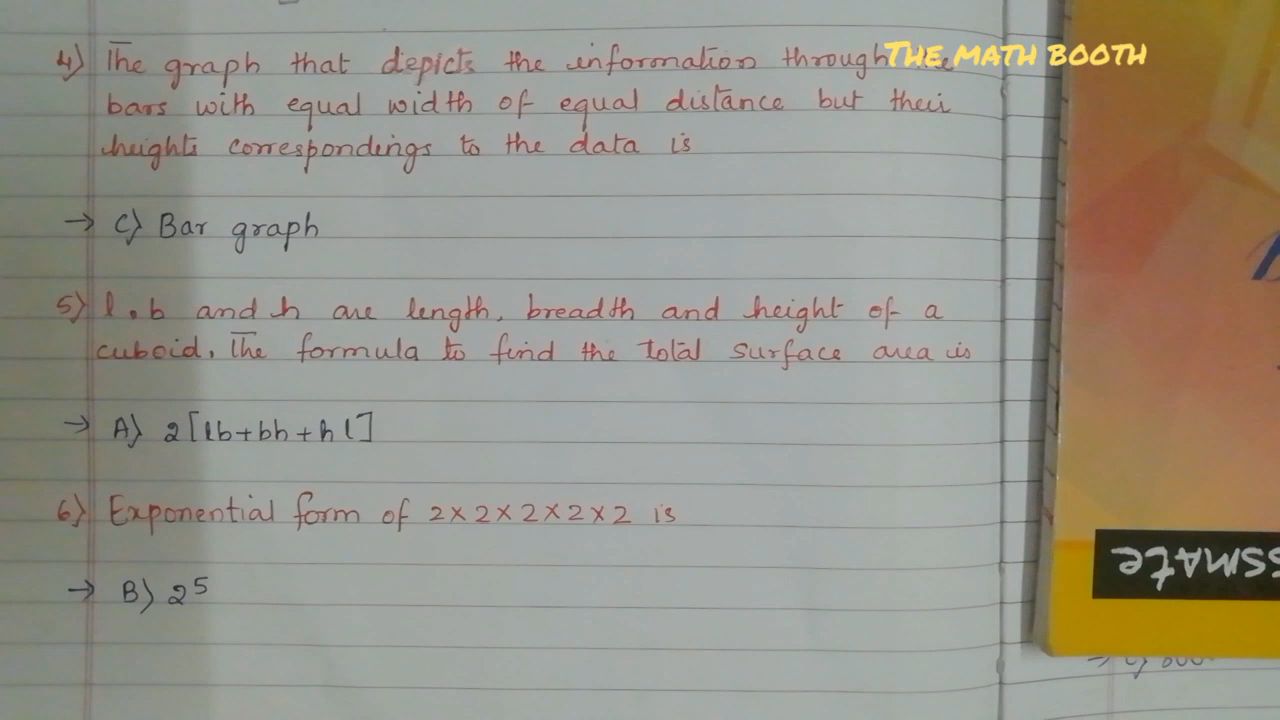 THE MATH BOOTH
4) The graph that depicts the information through
bars with equal width of equal distance but their
heights correspondings to the data is
→ C) Bar graph
5) l, b and h are length, breadth and height of a
cuboid. The formula to find the total surface area is
→ A) 2[lb+bh+hl]
6) Exponential form of 2×2×2×2×2 is
→ B) 2⁵